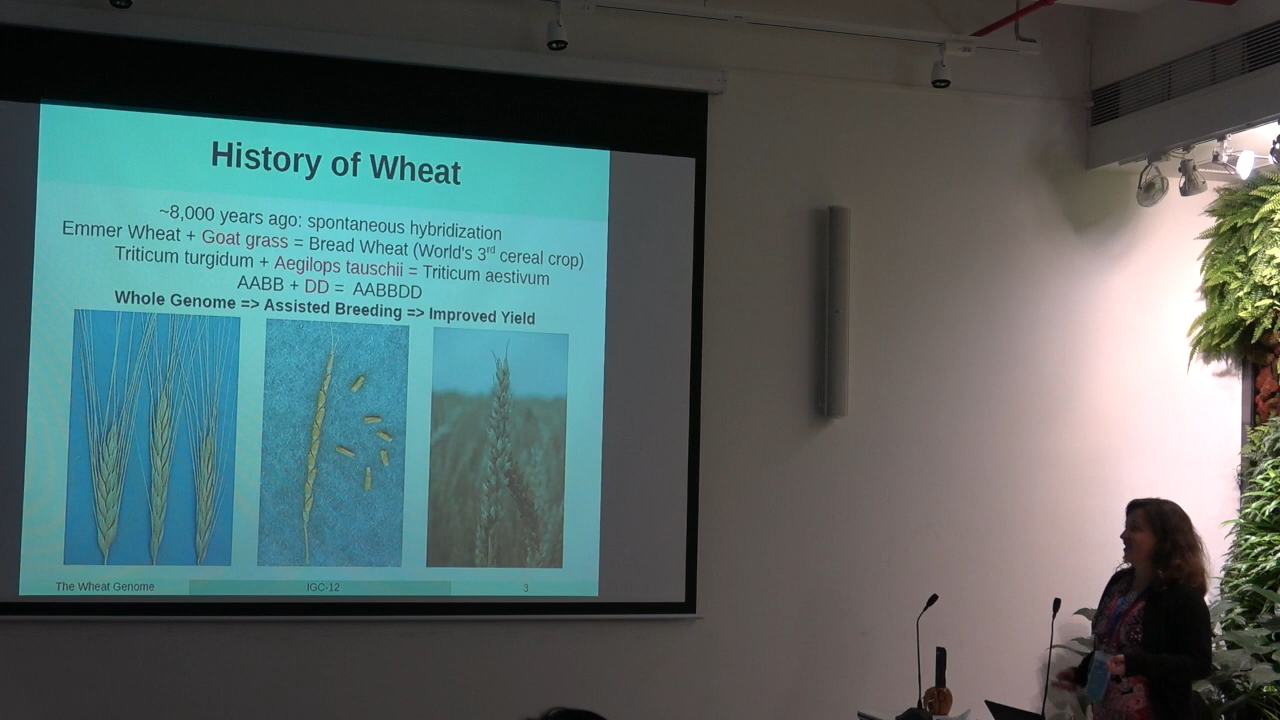 History of Wheat
~8,000 years ago: spontaneous hybridization
Emmer Wheat + Goat grass = Bread Wheat (World's 3rd cereal crop)
Triticum turgidum + Aegilops tauschii = Triticum aestivum
AABB + DD = AABBDD
Whole Genome => Assisted Breeding => Improved Yield
The Wheat Genome
IGC-12
3